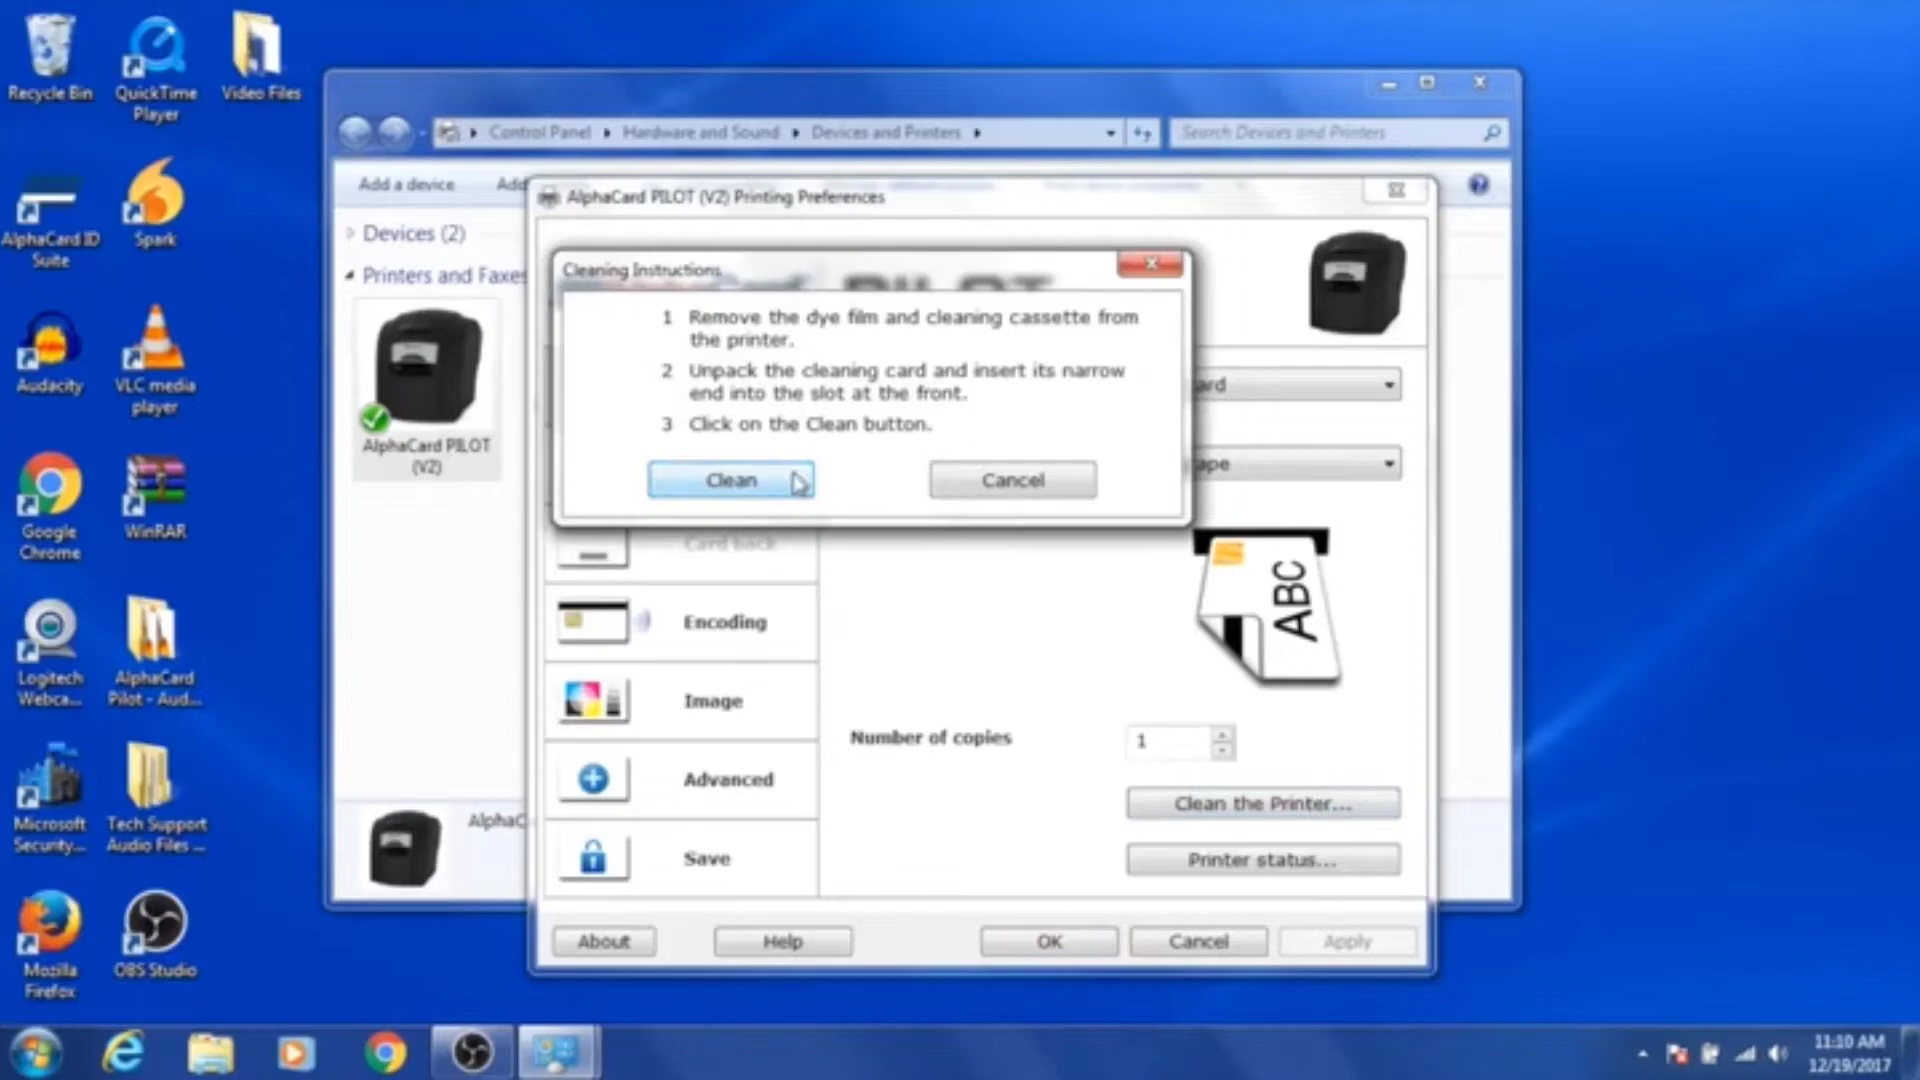 Recycle Bin
QuickTime
Player
Video Files
AlphaCard ID
Suite
Spark
Audacity
VLC media
player
Google
Chrome
WinRAR
Logitech
Webca...
AlphaCard
Pilot - Aud...
Microsoft
Security...
Tech Support
Audio Files ...
Mozilla
Firefox
OBS Studio
Control Panel
Hardware and Sound
Devices and Printers
Search Devices and Printers
Add a device
Add
Devices (2)
Printers and Faxes
AlphaCard PILOT
(V2)
AlphaC
AlphaCard PILOT (V2) Printing Preferences
Cleaning Instructions
1 Remove the dye film and cleaning cassette from
the printer.
2 Unpack the cleaning card and insert its narrow
end into the slot at the front.
3 Click on the Clean button.
Clean
Cancel
ard
ape
Card back
Encoding
Image
Advanced
Save
ABC
Number of copies
1
Clean the Printer...
Printer status...
About
Help
OK
Cancel
Apply
11:10 AM
12/19/2017